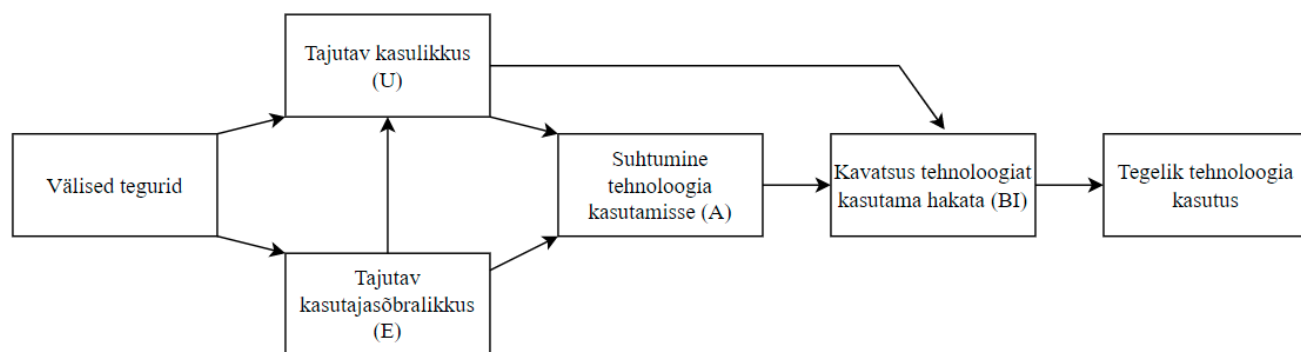 Tajutav kasulikkus
(U)
Välised tegurid
Tajutav
kasutajasõbralikkus
(E)
Suhtumine
tehnoloogia
kasutamisse (A)
Kavatsus tehnoloogiat
kasutama hakata (BI)
Tegelik tehnoloogia
kasutus